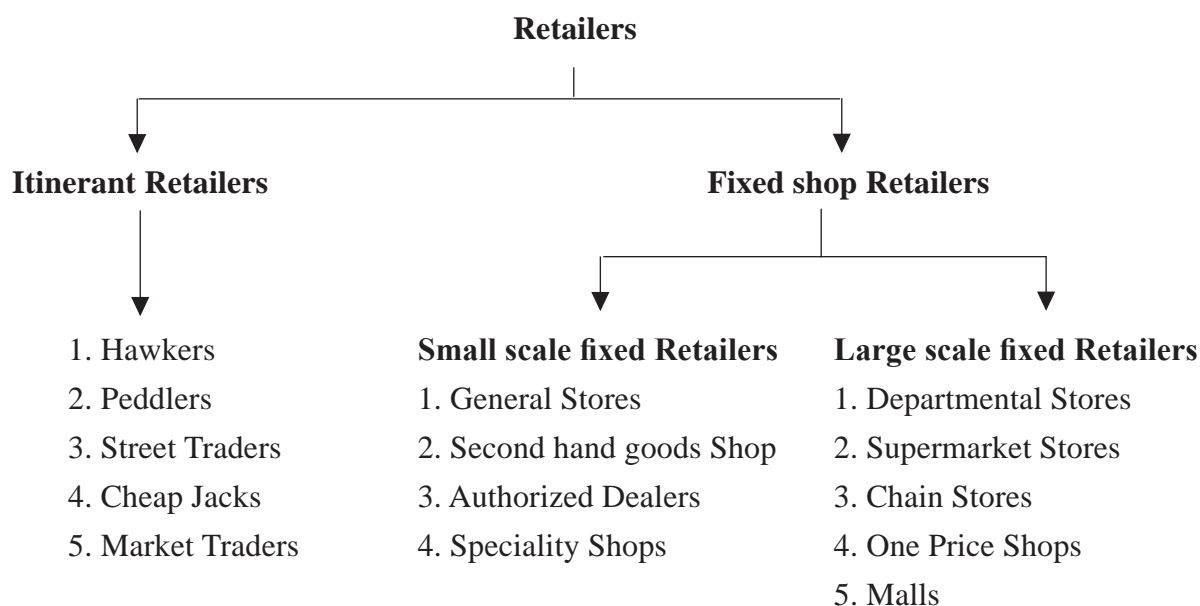 Retailers
Itinerant Retailers
Fixed shop Retailers
1. Hawkers
2. Peddlers
3. Street Traders
4. Cheap Jacks
5. Market Traders
Small scale fixed Retailers
1. General Stores
2. Second hand goods Shop
3. Authorized Dealers
4. Speciality Shops
Large scale fixed Retailers
1. Departmental Stores
2. Supermarket Stores
3. Chain Stores
4. One Price Shops
5. Malls